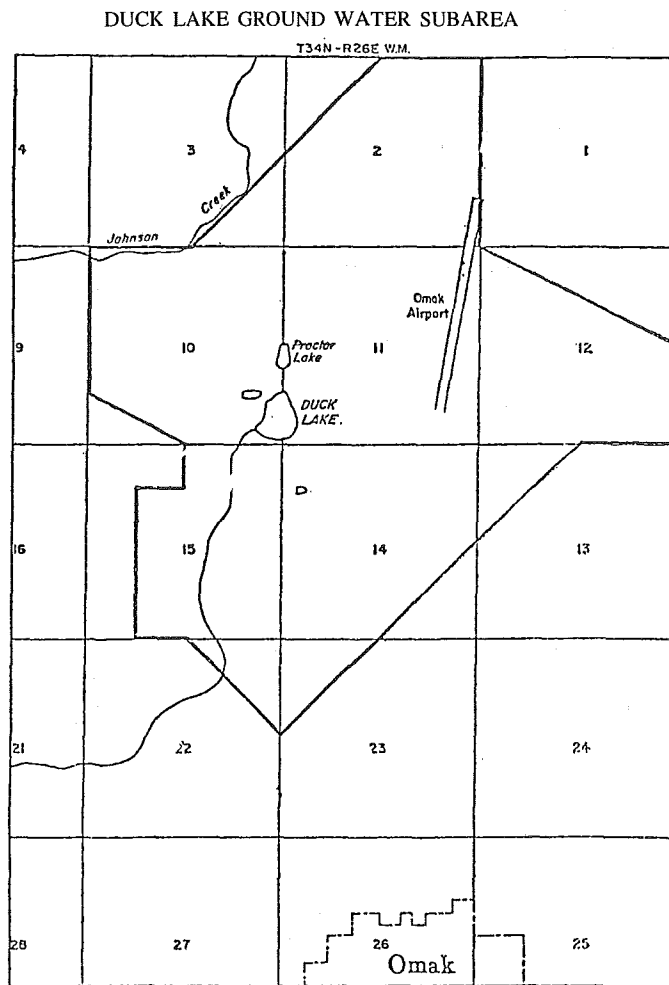 DUCK LAKE GROUND WATER SUBAREA
T34N-R26E W.M.
4
3
2
1
Creek
Johnson
Omak
Airport
9
10
Proctor
Lake
11
12
DUCK
LAKE.
16
15
14
13
21
22
23
24
28
27
26
25
Omak